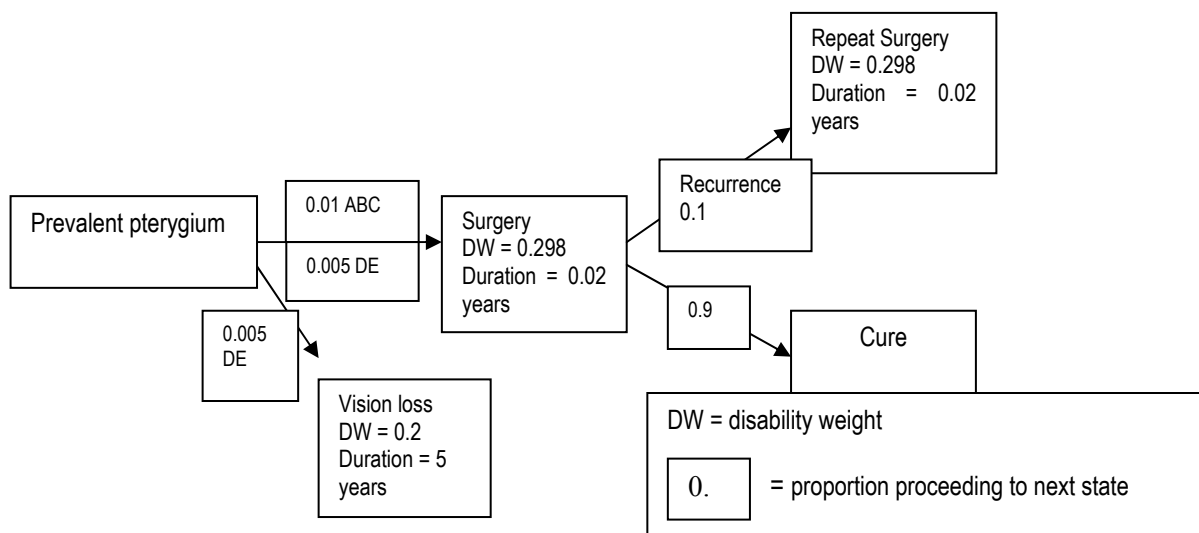 Prevalent pterygium
0.01 ABC
0.005 DE
0.005
DE
Vision loss
DW = 0.2
Duration = 5
years
Surgery
DW = 0.298
Duration = 0.02
years
Recurrence
0.1
Repeat Surgery
DW = 0.298
Duration = 0.02
years
0.9
Cure
DW = disability weight
0.
= proportion proceeding to next state